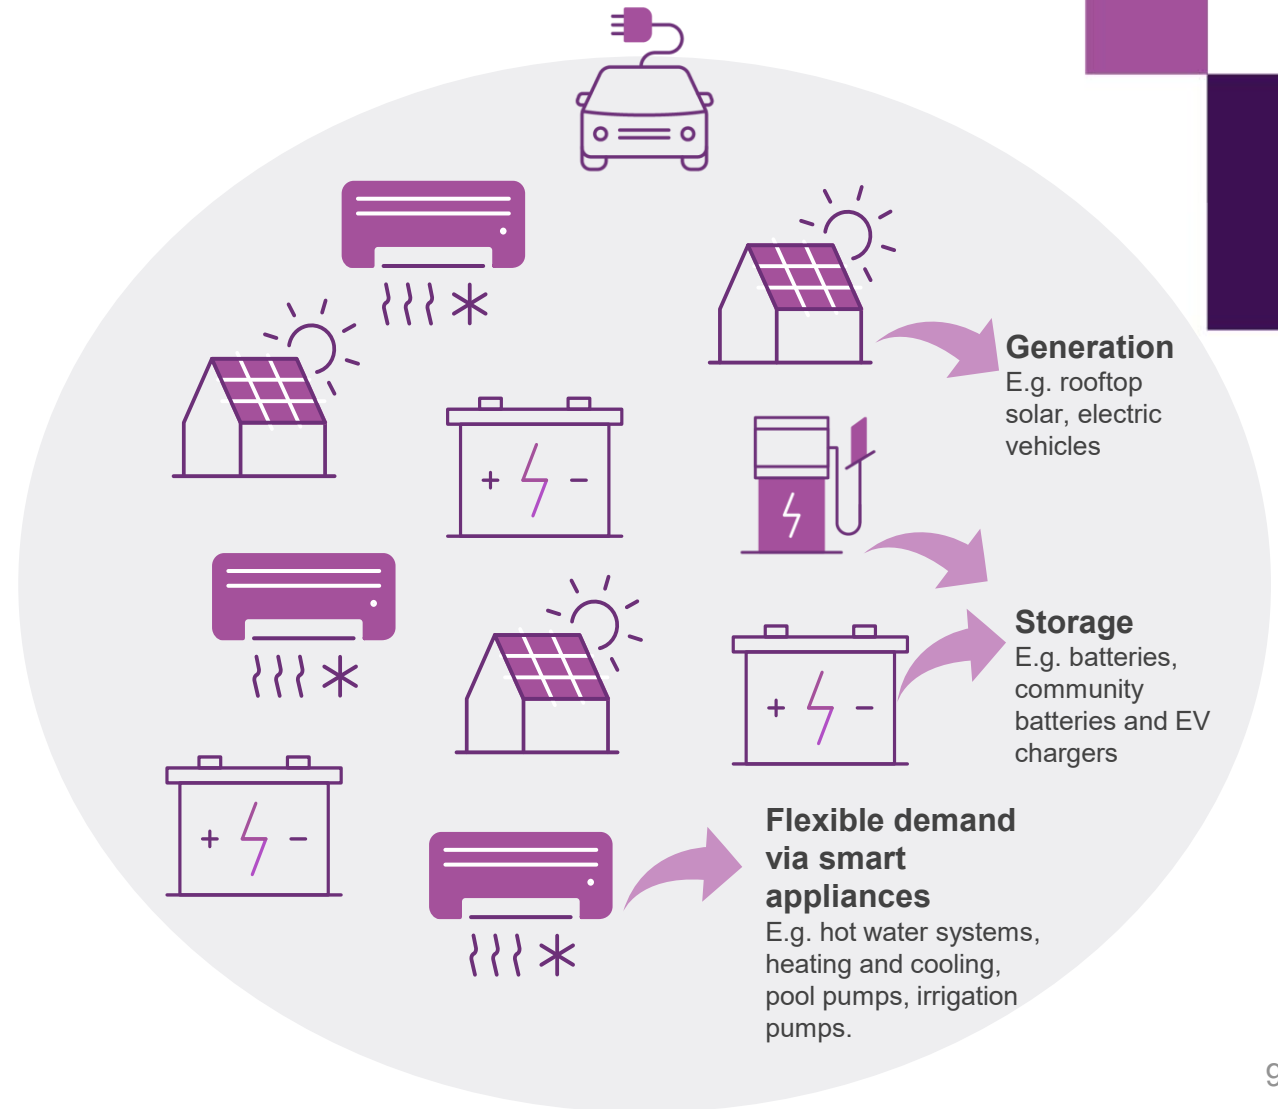 Generation
E.g. rooftop
solar, electric
vehicles
Storage
E.g. batteries,
community
batteries and EV
chargers
Flexible demand
via smart
appliances
E.g. hot water systems,
heating and cooling,
pool pumps, irrigation
pumps.
9